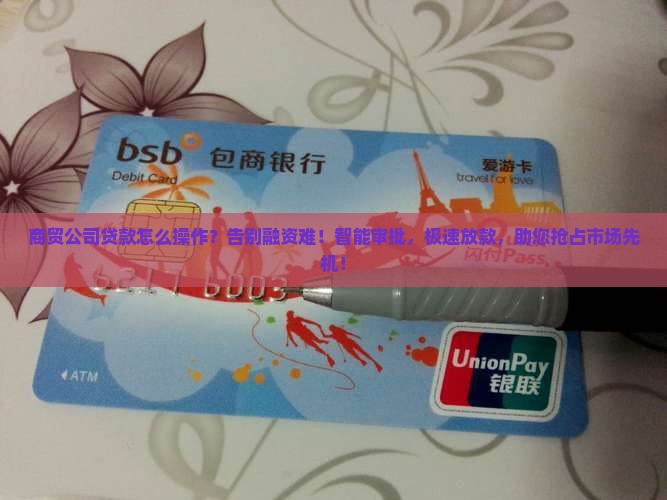 bsb 包商银行
Debit Card
爱游卡
travel for love
商贸公司贷款怎么操作？告别融资难！智能审批，极速放款，助您抢占市场先
机！
闪付Pass
6217 6003
ATM
UnionPay
银联